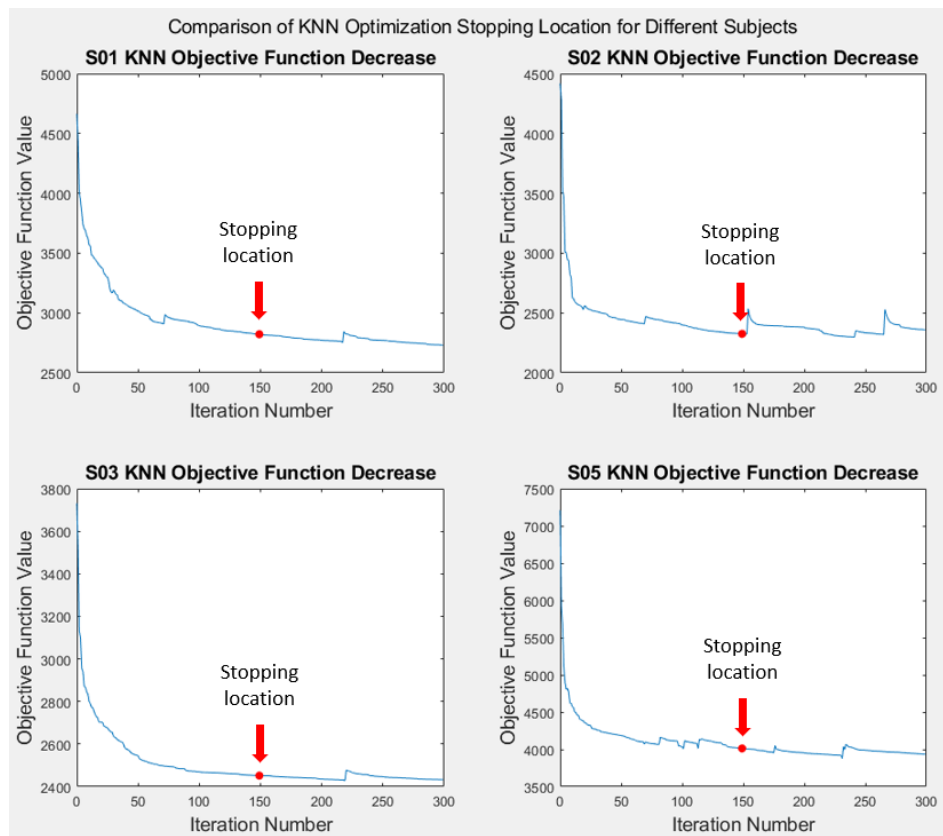 Comparison of KNN Optimization Stopping Location for Different Subjects
S01 KNN Objective Function Decrease
Objective Function Value
5000
4500
4000
3500
3000
2500
Stopping
location
0 50 100 150 200 250 300
Iteration Number
S02 KNN Objective Function Decrease
Objective Function Value
4500
4000
3500
3000
2500
2000
Stopping
location
0 50 100 150 200 250 300
Iteration Number
S03 KNN Objective Function Decrease
Objective Function Value
3800
3600
3400
3200
3000
2800
2600
2400
Stopping
location
0 50 100 150 200 250 300
Iteration Number
S05 KNN Objective Function Decrease
Objective Function Value
7500
7000
6500
6000
5500
5000
4500
4000
3500
Stopping
location
0 50 100 150 200 250 300
Iteration Number